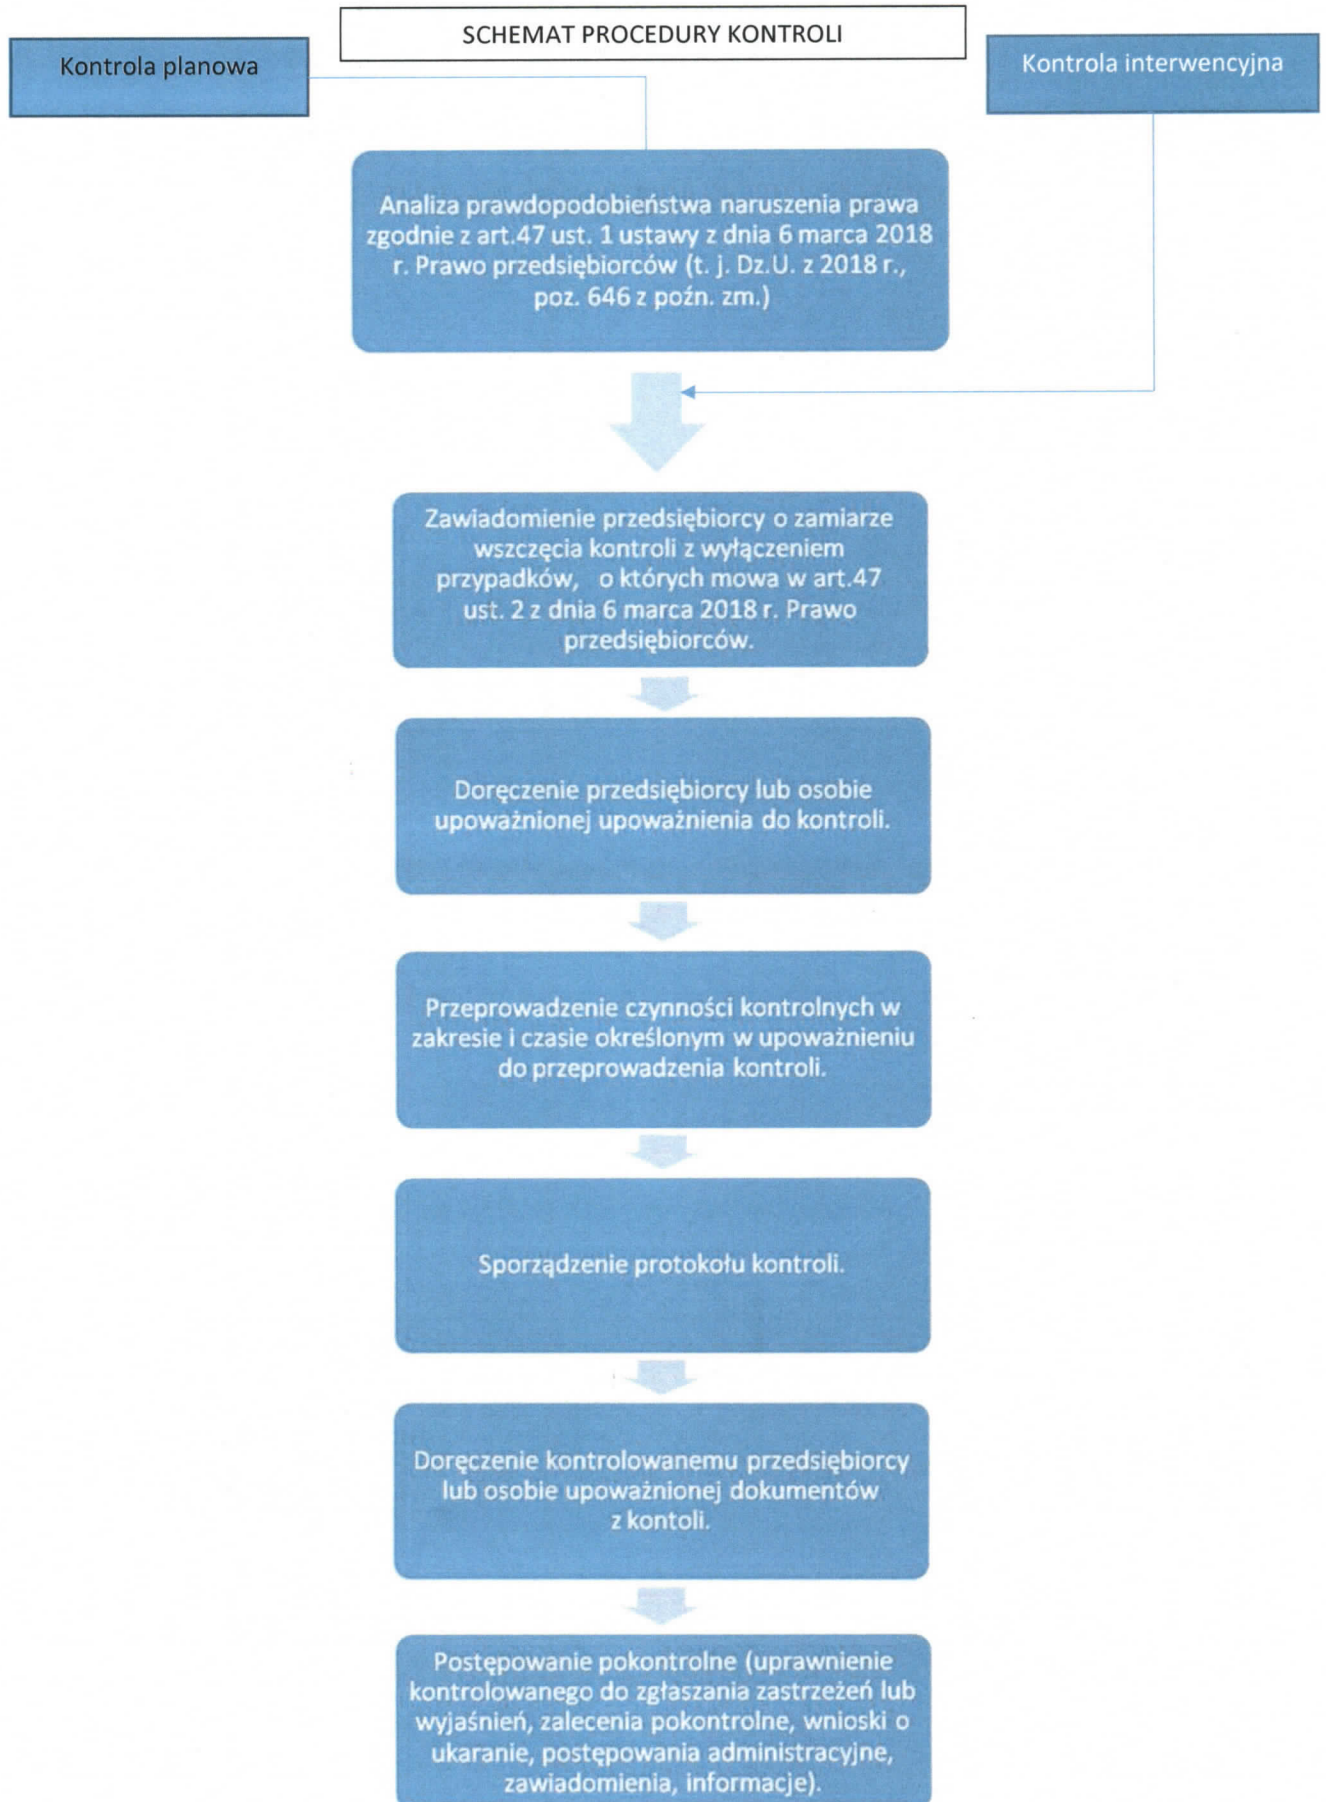 SCHEMAT PROCEDURY KONTROLI
Kontrola planowa
Kontrola interwencyjna
Analiza prawdopodobieństwa naruszenia prawa
zgodnie z art.47 ust. 1 ustawy z dnia 6 marca 2018
r. Prawo przedsiębiorców (t. j. Dz.U. z 2018 r.,
poz. 646 z poźn. zm.)
Zawiadomienie przedsiębiorcy o zamiarze
wszczęcia kontroli z wyłączeniem
przypadków, o których mowa w art.47
ust. 2 z dnia 6 marca 2018 r. Prawo
przedsiębiorców.
Doręczenie przedsiębiorcy lub osobie
upoważnionej upoważnienia do kontroli.
Przeprowadzenie czynności kontrolnych w
zakresie i czasie określonym w upoważnieniu
do przeprowadzenia kontroli.
Sporządzenie protokołu kontroli.
Doręczenie kontrolowanemu przedsiębiorcy
lub osobie upoważnionej dokumentów
z kontoli.
Postępowanie pokontrolne (uprawnienie
kontrolowanego do zgłaszania zastrzeżeń lub
wyjaśnień, zalecenia pokontrolne, wnioski o
ukaranie, postępowania administracyjne,
zawiadomienia, informacje).